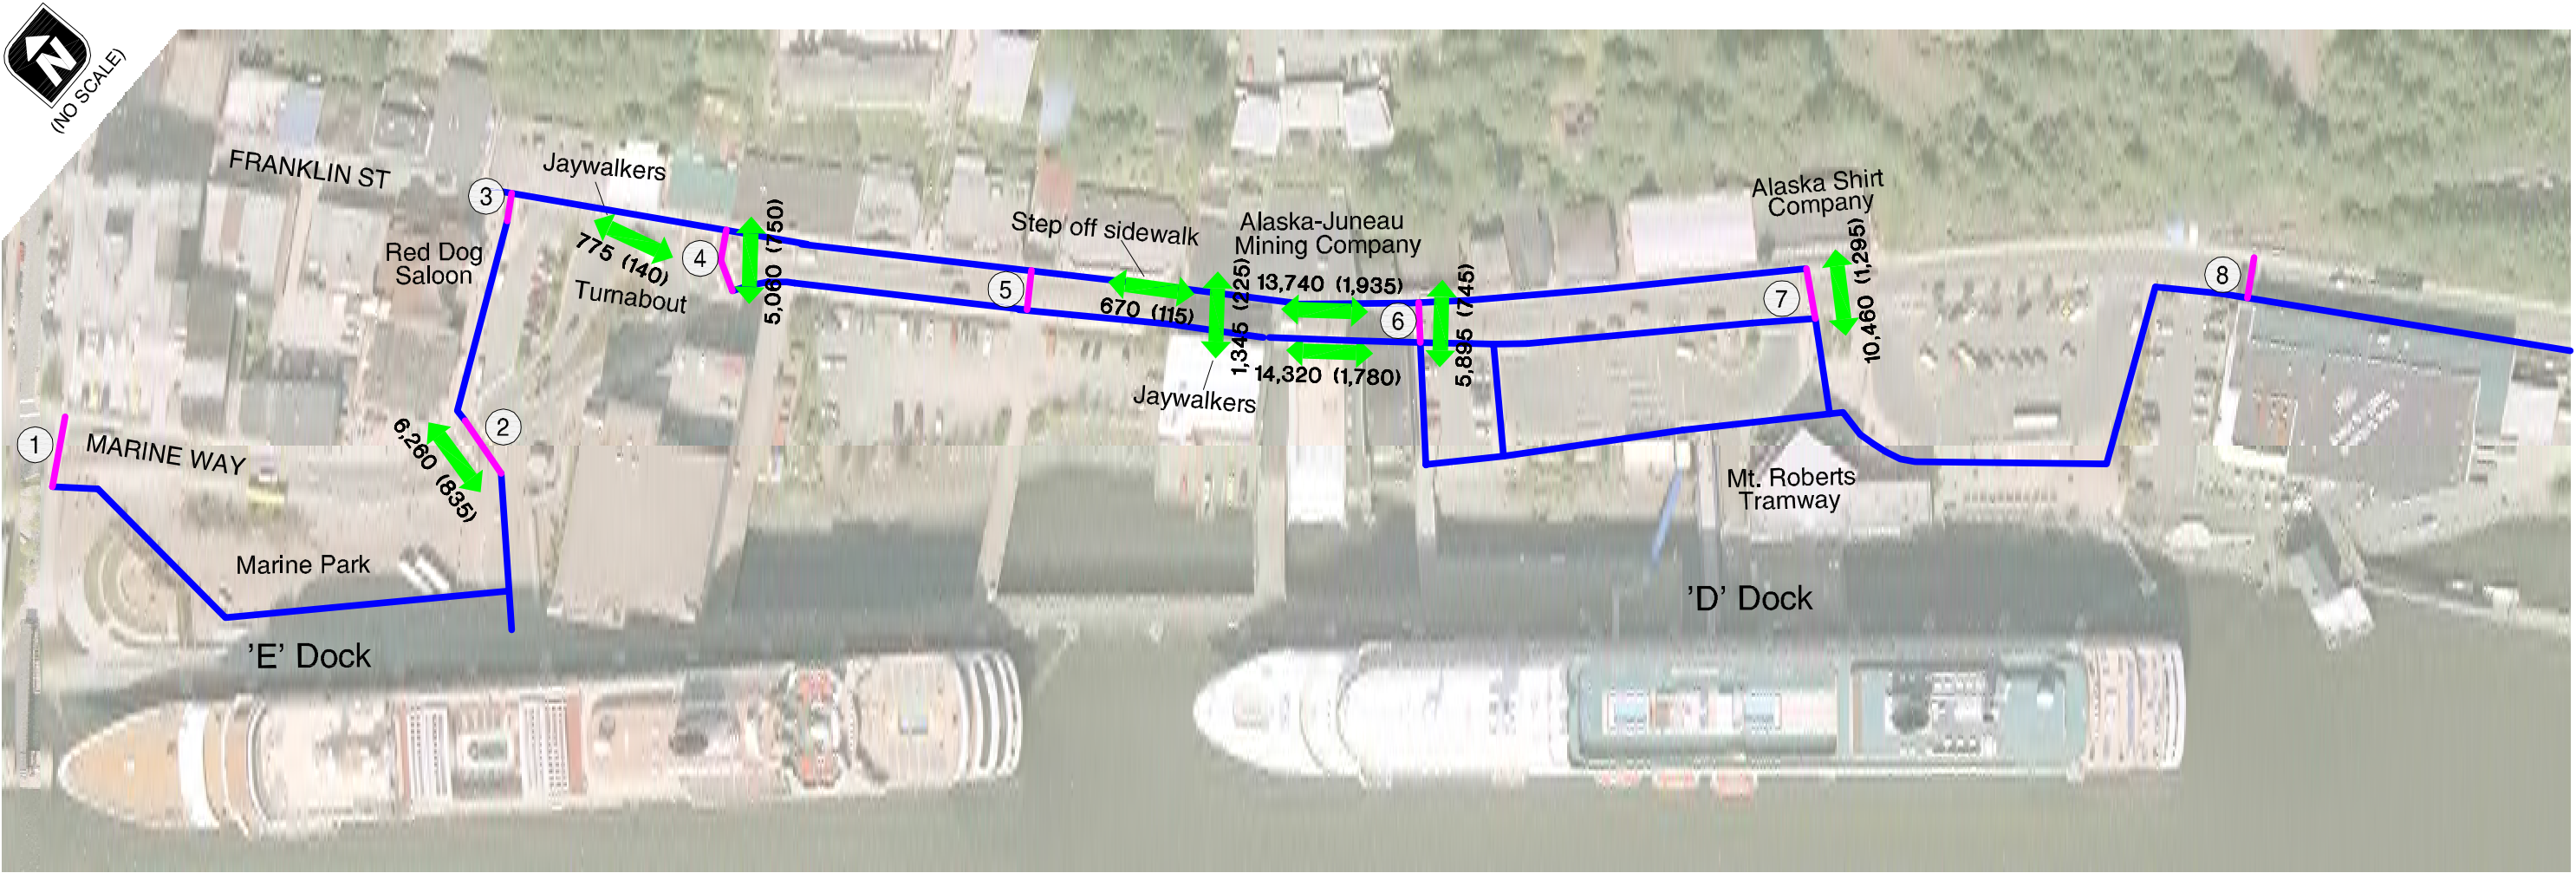 N
(NO SCALE)
FRANKLIN ST
3
Jaywalkers
775 (140)
Turnabout
Red Dog
Saloon
4
5,060 (750)
5
Step off sidewalk
670 (115)
Alaska-Juneau
Mining Company
1,345 (225)
13,740 (1,935)
14,320 (1,780)
Jaywalkers
6
5,895 (745)
Alaska Shirt
Company
7
10,460 (1,295)
8
1
MARINE WAY
2
6,260 (835)
Marine Park
Mt. Roberts
Tramway
'E' Dock
'D' Dock